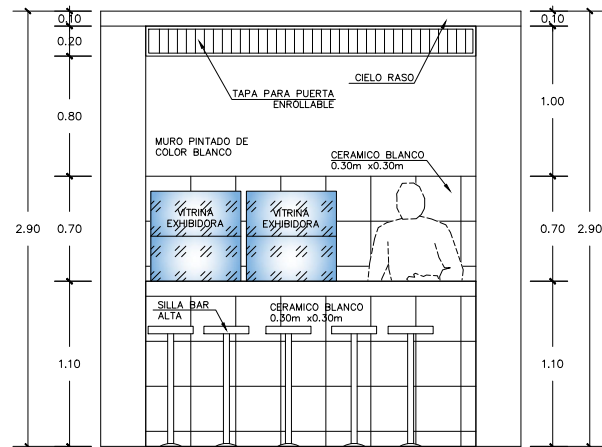 0.10
0.20
0.80
2.90
0.70
1.10
TAPA PARA PUERTA
ENROLLABLE
CIELO RASO
MURO PINTADO DE
COLOR BLANCO
CERAMICO BLANCO
0.30m x0.30m
VITRINA
EXHIBIDORA
VITRINA
EXHIBIDORA
SILLA BAR
ALTA
CERAMICO BLANCO
0.30m x0.30m
0.10
1.00
0.70
2.90
1.10